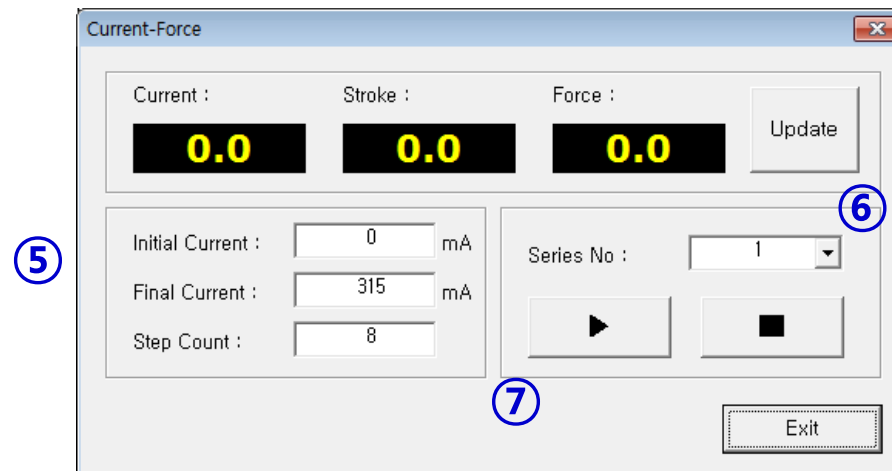 Current-Force
Current : Stroke : Force :
0.0 0.0 0.0 Update
⑥
⑤
Initial Current : 0 mA
Final Current : 315 mA
Step Count : 8
Series No : 1
⑦
Exit